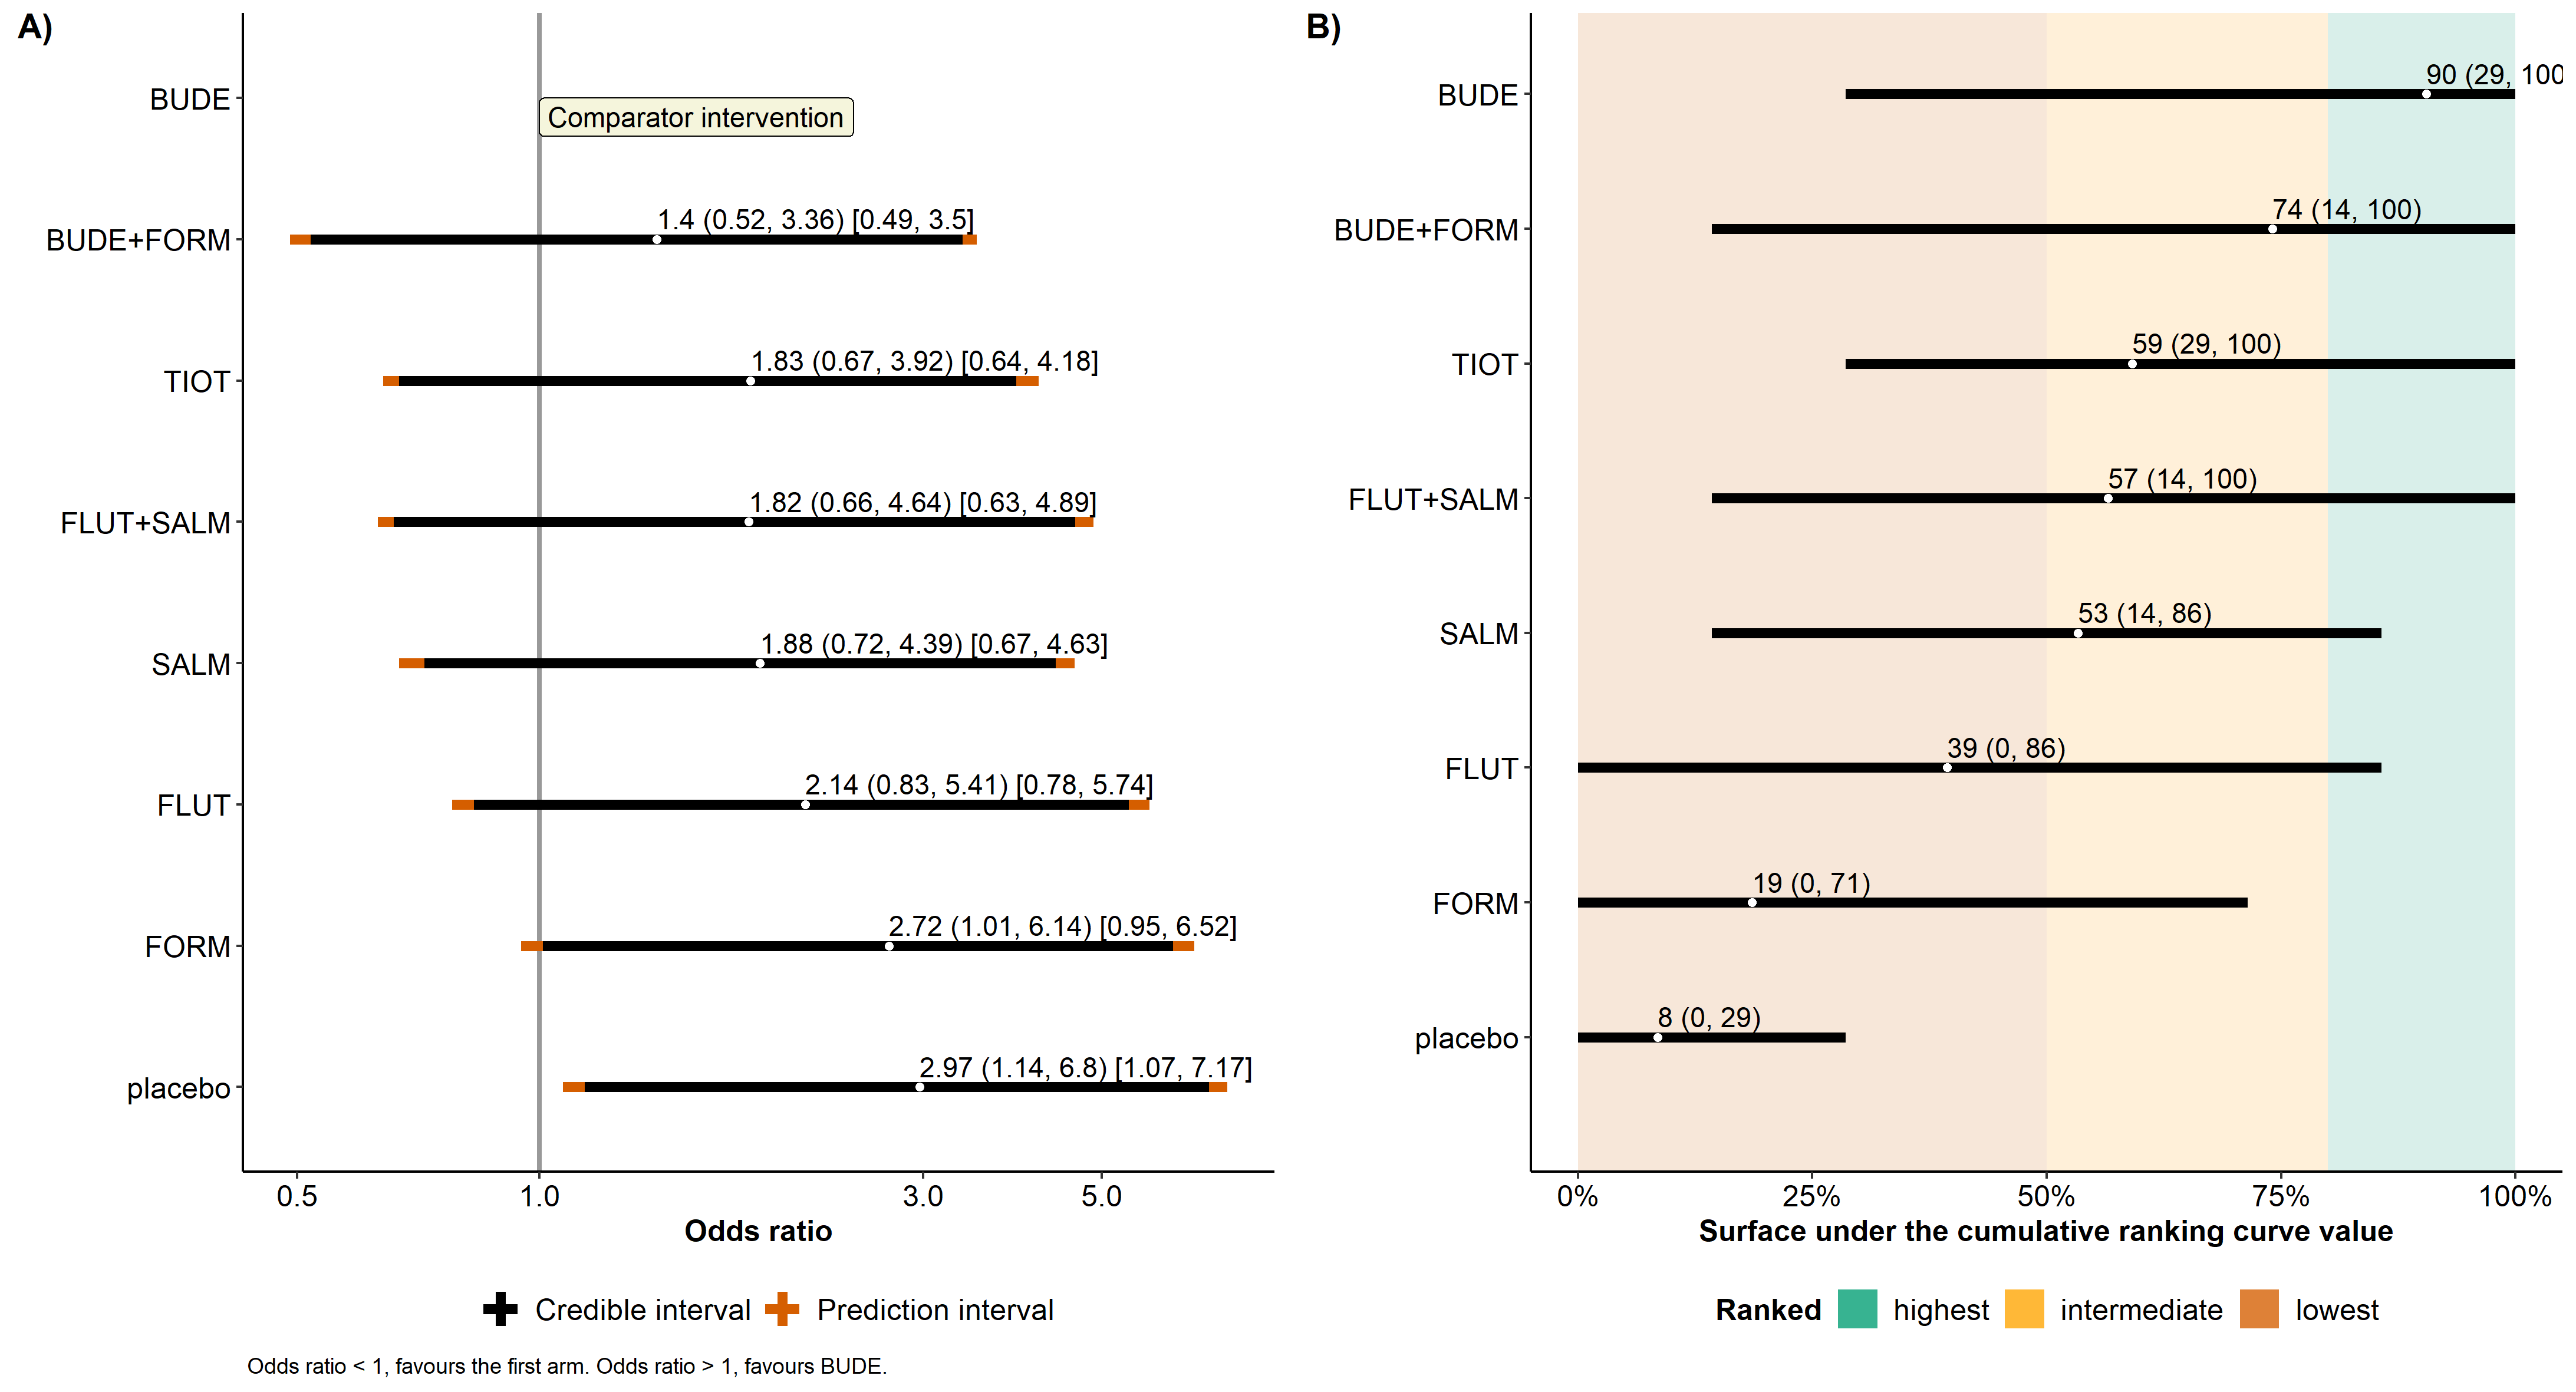 A)
BUDE
Comparator intervention
BUDE+FORM
1.4 (0.52, 3.36) [0.49, 3.5]
TIOT
1.83 (0.67, 3.92) [0.64, 4.18]
FLUT+SALM
1.82 (0.66, 4.64) [0.63, 4.89]
SALM
1.88 (0.72, 4.39) [0.67, 4.63]
FLUT
2.14 (0.83, 5.41) [0.78, 5.74]
FORM
2.72 (1.01, 6.14) [0.95, 6.52]
placebo
2.97 (1.14, 6.8) [1.07, 7.17]
0.5 1.0 3.0 5.0
Odds ratio
Credible interval Prediction interval
Odds ratio < 1, favours the first arm. Odds ratio > 1, favours BUDE.
B)
BUDE
90 (29, 100
BUDE+FORM
74 (14, 100)
TIOT
59 (29, 100)
FLUT+SALM
57 (14, 100)
SALM
53 (14, 86)
FLUT
39 (0, 86)
FORM
19 (0, 71)
placebo
8 (0, 29)
0% 25% 50% 75% 100%
Surface under the cumulative ranking curve value
Ranked highest intermediate lowest